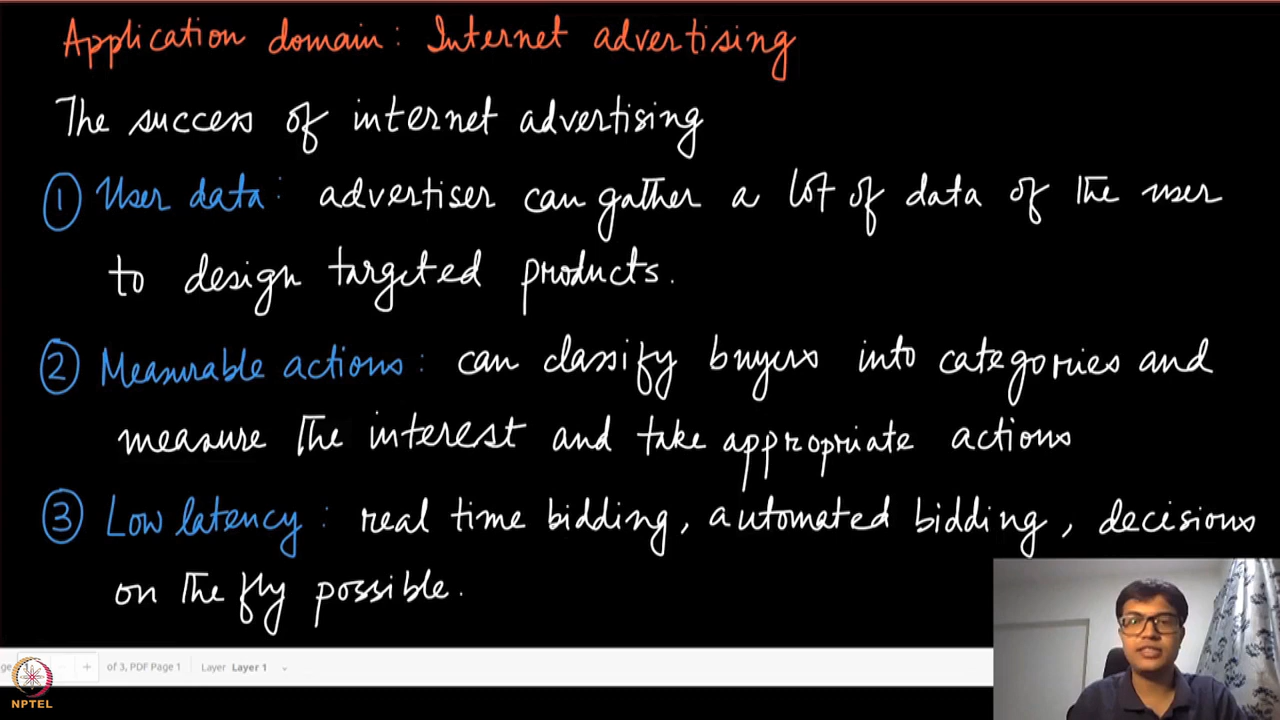 Application domain: Internet advertising
The success of internet advertising
1 User data: advertiser can gather a lot of data of the user
to design targeted products.
2 Measurable actions: can classify buyers into categories and
measure the interest and take appropriate actions
3 Low latency: real time bidding, automated bidding, decisions
on the fly possible.
of 3, PDF Page 1 Layer Layer 1
NPTEL